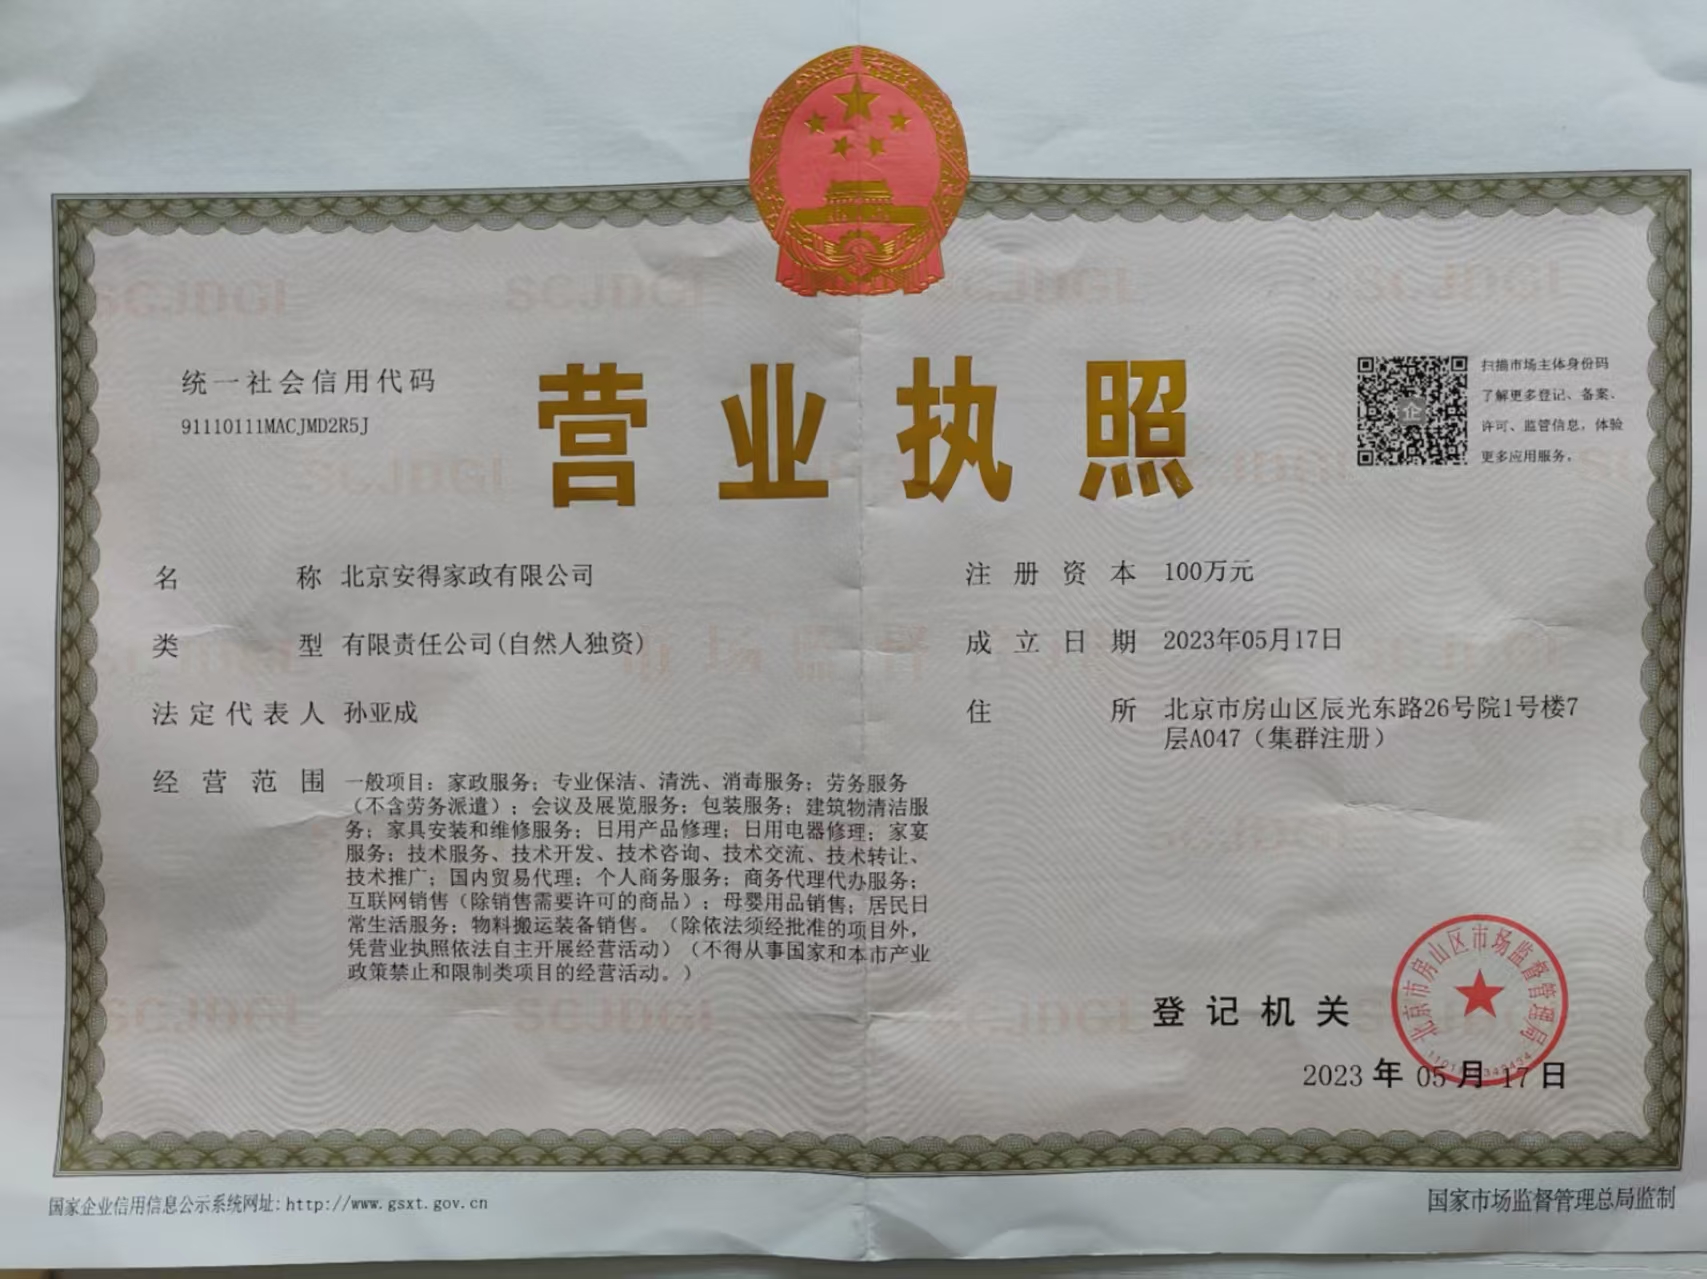 统一社会信用代码
91110111MACJMD2R5J
营业执照
扫描市场主体身份码
了解更多登记、备案、
许可、监管信息，体验
更多应用服务。
企
名称 北京安得家政有限公司
类型 有限责任公司(自然人独资)
法定代表人 孙亚成
经营范围 一般项目：家政服务；专业保洁、清洗、消毒服务；劳务服务
（不含劳务派遣）；会议及展览服务；包装服务；建筑物清洁服
务；家具安装和维修服务；日用产品修理；日用电器修理；家宴
服务；技术服务、技术开发、技术咨询、技术交流、技术转让、
技术推广；国内贸易代理；个人商务服务；商务代理代办服务；
互联网销售（除销售需要许可的商品）；母婴用品销售；居民日
常生活服务；物料搬运装备销售。（除依法须经批准的项目外，
凭营业执照依法自主开展经营活动）（不得从事国家和本市产业
政策禁止和限制类项目的经营活动。）
注册资本 100万元
成立日期 2023年05月17日
住所 北京市房山区辰光东路26号院1号楼7
层A047（集群注册）
登记机关
北京市房山区市场监督管理局
2023年05月17日
国家企业信用信息公示系统网址:http://www.gsxt.gov.cn
国家市场监督管理总局监制